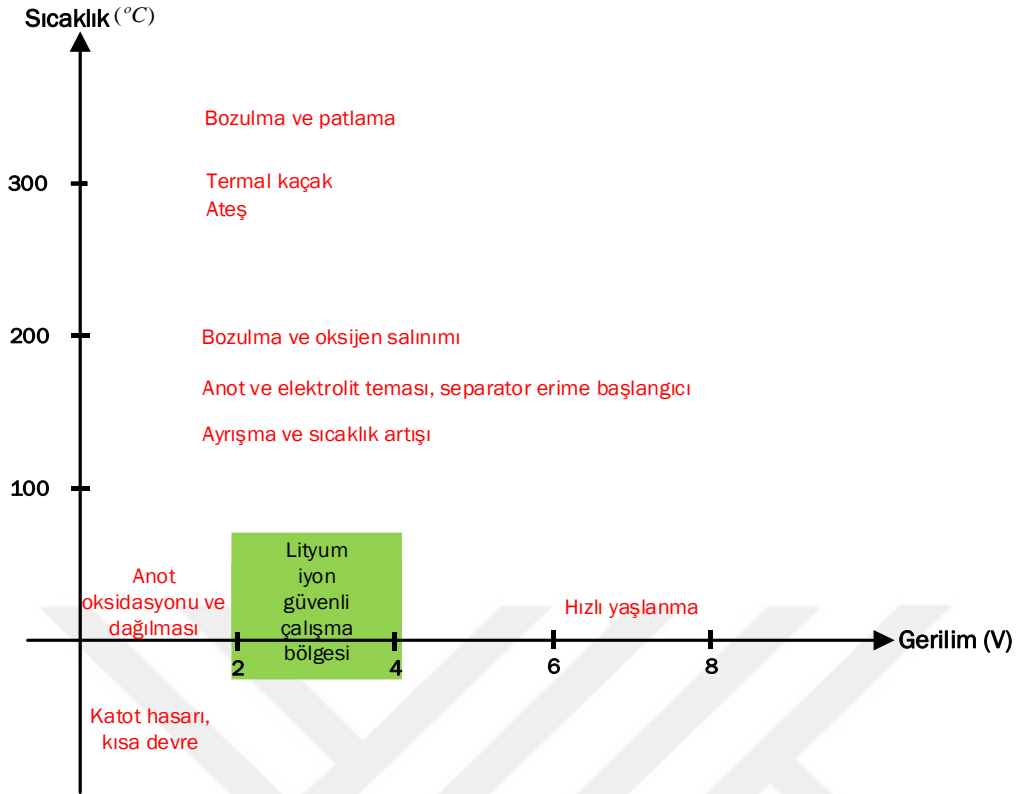 Sıcaklık (°C)
Bozulma ve patlama
300
Termal kaçak
Ateş
200
Bozulma ve oksijen salınımı
Anot ve elektrolit teması, separator erime başlangıcı
Ayrışma ve sıcaklık artışı
100
Anot
oksidasyonu ve
dağılması
Lityum
iyon
güvenli
çalışma
bölgesi
Hızlı yaşlanma
2
4
6
8
Gerilim (V)
Katot hasarı,
kısa devre